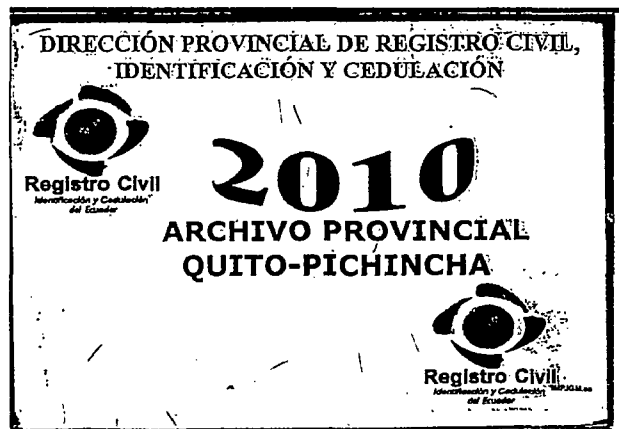 DIRECCIÓN PROVINCIAL DE REGISTRO CIVIL,
IDENTIFICACIÓN Y CEDULACIÓN
Registro Civil
Identificación y Cedulación
del Ecuador
2010
ARCHIVO PROVINCIAL
QUITO-PICHINCHA
Registro Civil
Identificación y Cedulación
del Ecuador